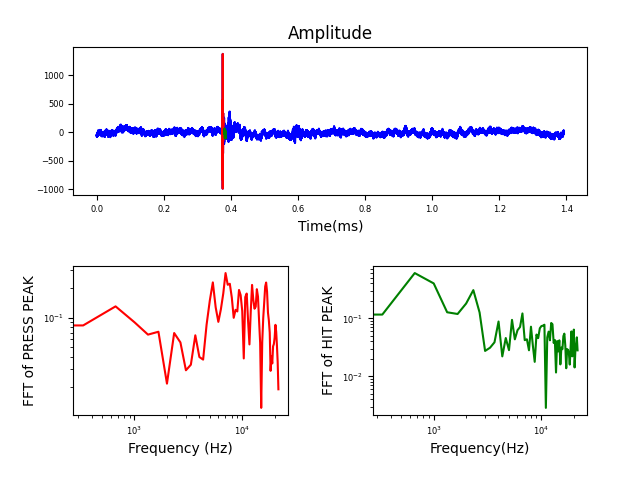 Amplitude
1000
500
0
−500
−1000
0.0 0.2 0.4 0.6 0.8 1.0 1.2 1.4
Time(ms)
FFT of PRESS PEAK
10⁻¹
10³ 10⁴
Frequency (Hz)
FFT of HIT PEAK
10⁻¹
10⁻²
10³ 10⁴
Frequency(Hz)